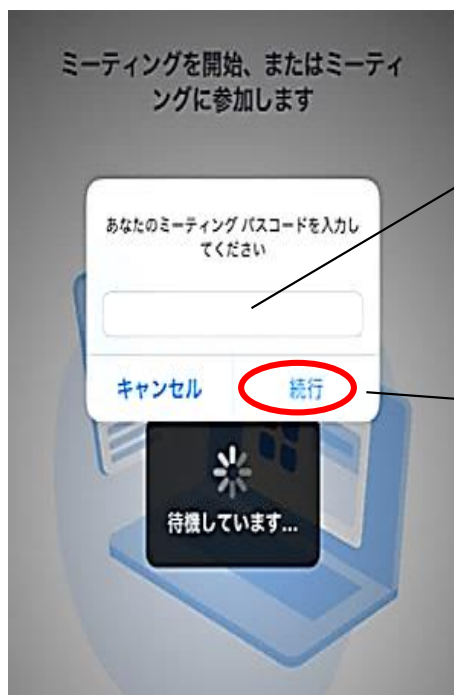 ミーティングを開始、またはミーティ
ングに参加します
あなたのミーティング パスコードを入力し
てください
キャンセル
続行
待機しています...